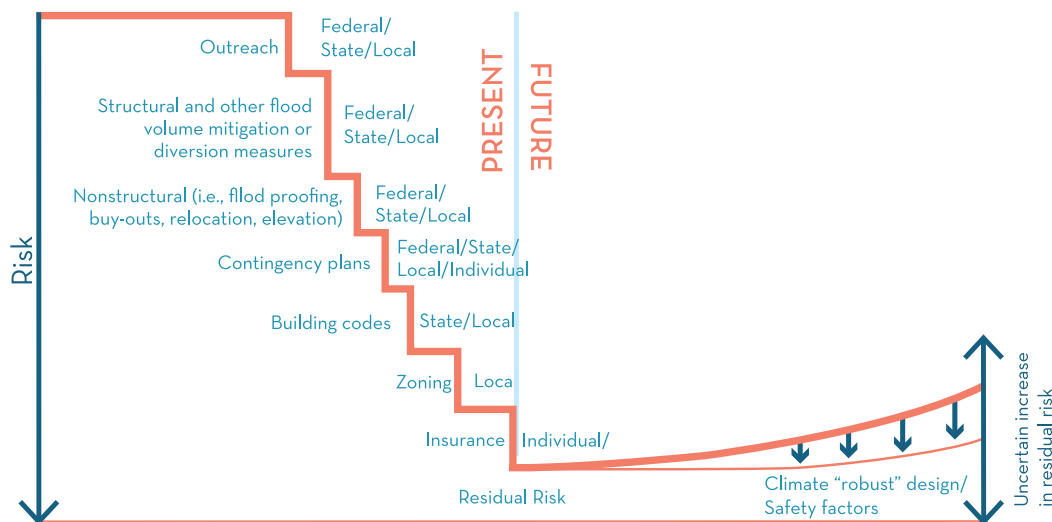 Outreach
Federal/
State/Local
Structural and other flood
volume mitigation or
diversion measures
Federal/
State/Local
Nonstructural (i.e., fllod proofing,
buy-outs, relocation, elevation)
Federal/
State/Local
Contingency plans
Federal/State/
Local/Individual
Building codes
State/Local
Zoning
Loca
Insurance
Individual/
Residual Risk
Risk
PRESENT
FUTURE
Climate “robust” design/
Safety factors
Uncertain increase
in residual risk